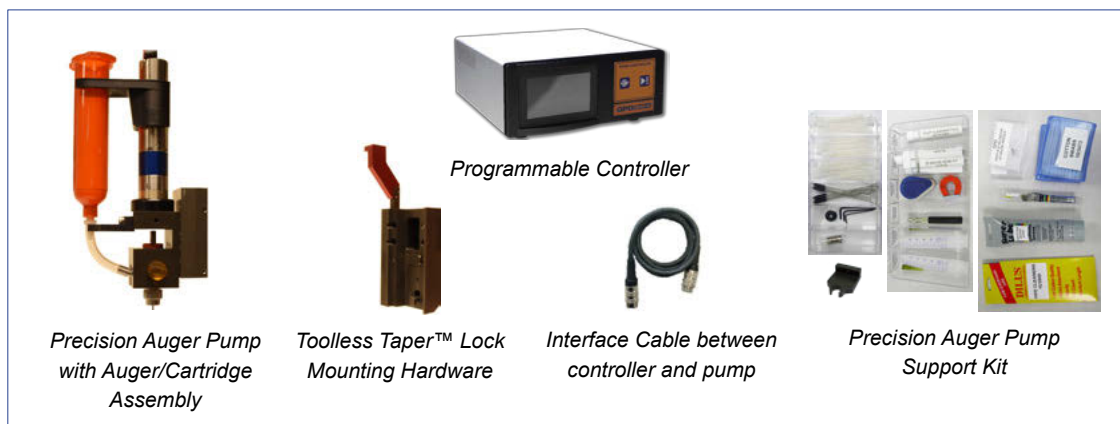 Programmable Controller
Precision Auger Pump
with Auger/Cartridge
Assembly
Toolless Taper™ Lock
Mounting Hardware
Interface Cable between
controller and pump
Precision Auger Pump
Support Kit
DILL'S